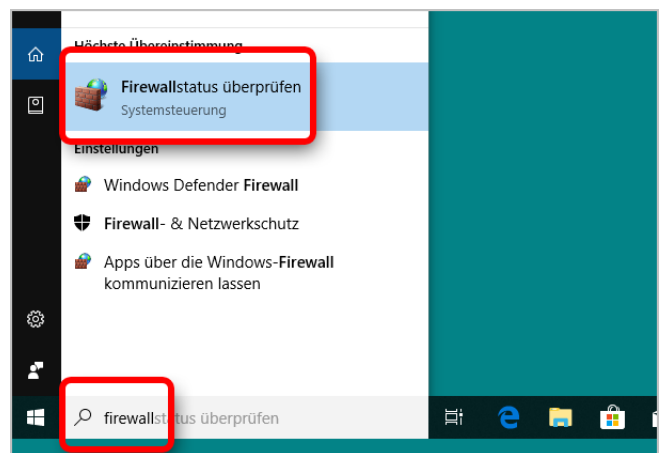 Höchste Übereinstimmung
Firewallstatus überprüfen
Systemsteuerung
Einstellungen
Windows Defender Firewall
Firewall- & Netzwerkschutz
Apps über die Windows-Firewall
kommunizieren lassen
firewallstatus überprüfen